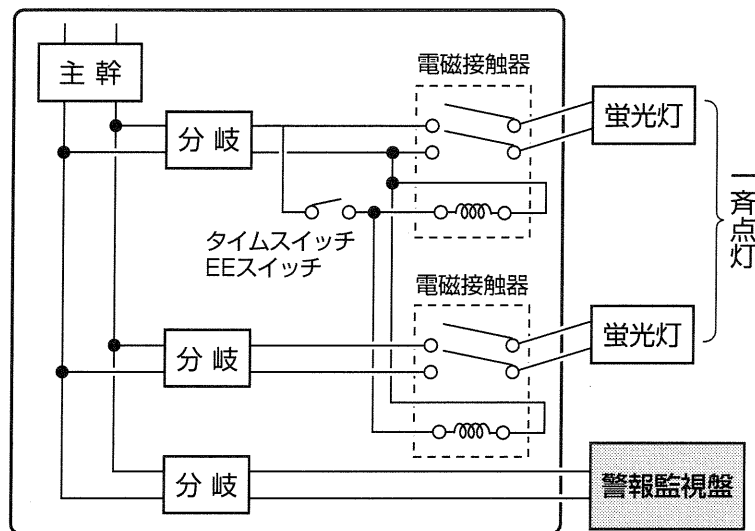 主幹
電磁接触器
分岐
蛍光灯
一斉点灯
タイムスイッチ
EEスイッチ
電磁接触器
分岐
蛍光灯
分岐
警報監視盤